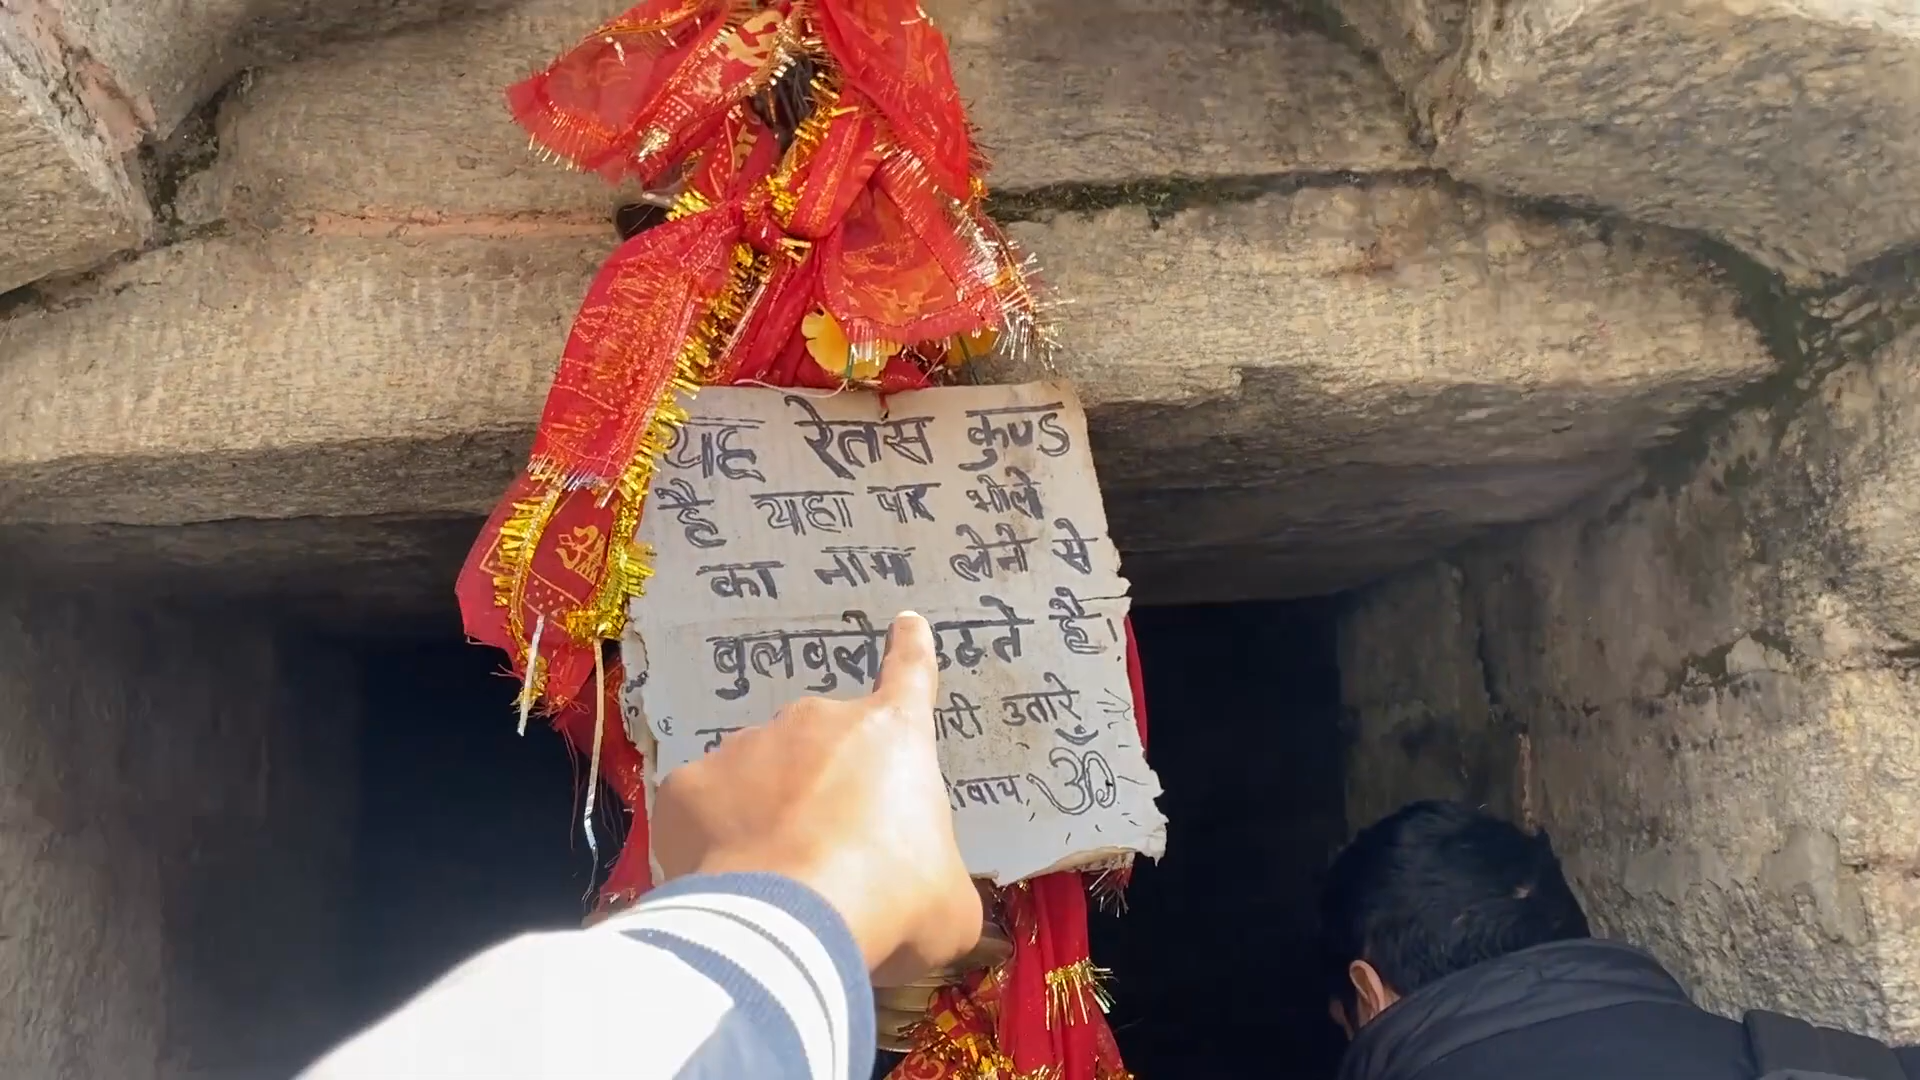 यह रेतस कुण्ड
है यहा पर भोले
का नाम लेने से
बुलबुले उठते है।
उतारे
ॐ